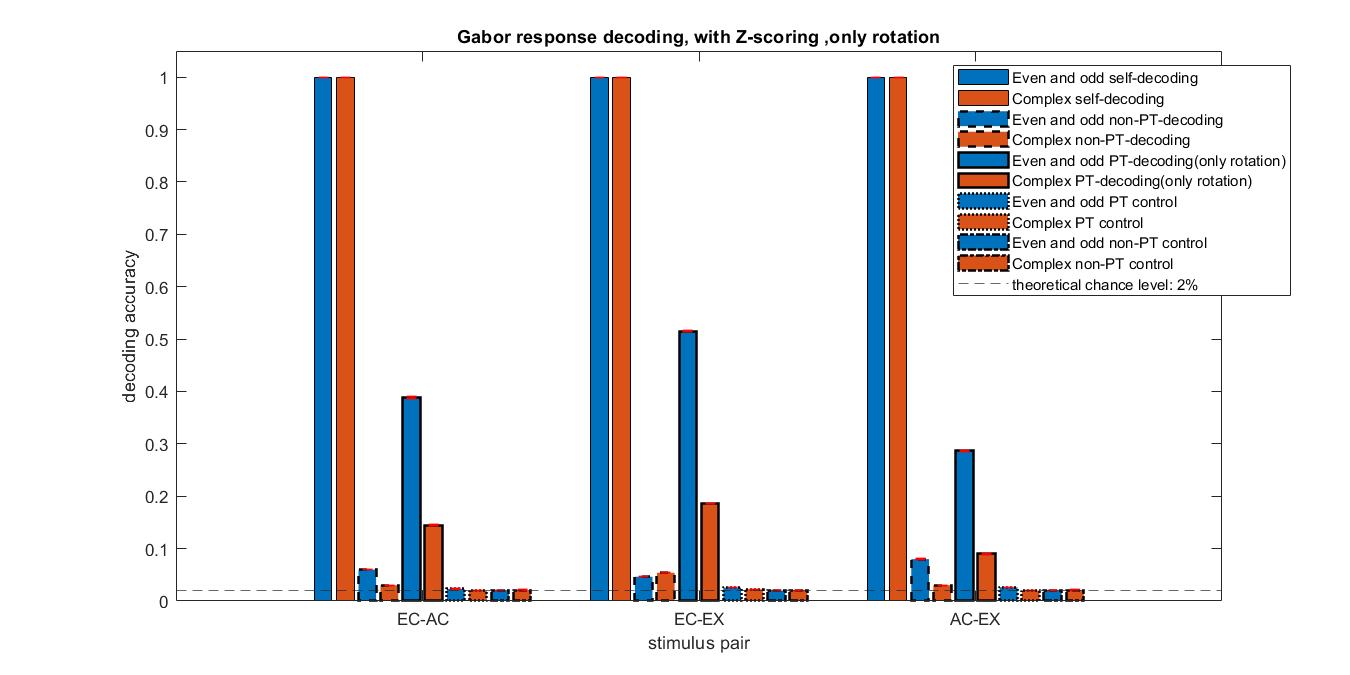 Gabor response decoding, with Z-scoring ,only rotation
Even and odd self-decoding
Complex self-decoding
Even and odd non-PT-decoding
Complex non-PT-decoding
Even and odd PT-decoding(only rotation)
Complex PT-decoding(only rotation)
Even and odd PT control
Complex PT control
Even and odd non-PT control
Complex non-PT control
theoretical chance level: 2%
decoding accuracy
1
0.9
0.8
0.7
0.6
0.5
0.4
0.3
0.2
0.1
0
EC-AC
EC-EX
AC-EX
stimulus pair